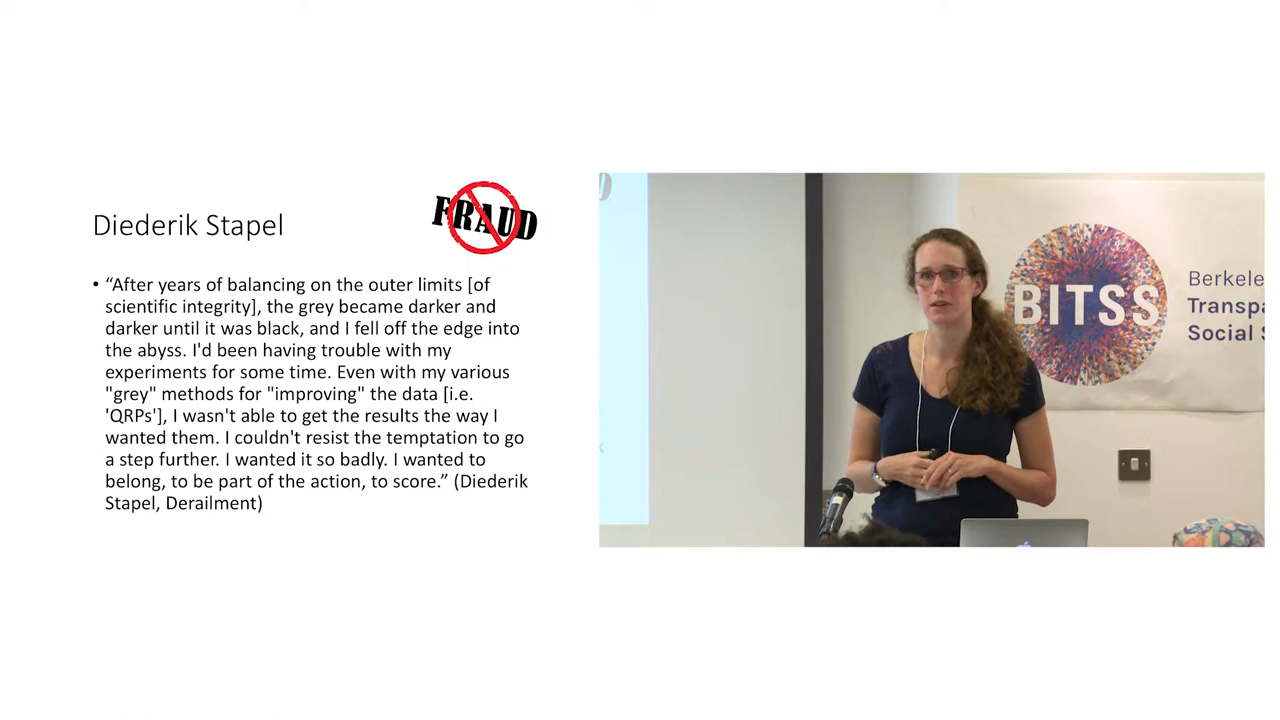 Diederik Stapel
FRAUD
• “After years of balancing on the outer limits [of
scientific integrity], the grey became darker and
darker until it was black, and I fell off the edge into
the abyss. I'd been having trouble with my
experiments for some time. Even with my various
"grey" methods for "improving" the data [i.e.
'QRPs'], I wasn't able to get the results the way I
wanted them. I couldn't resist the temptation to go
a step further. I wanted it so badly. I wanted to
belong, to be part of the action, to score.” (Diederik
Stapel, Derailment)
BITSS
Berkele
Transpa
Social S